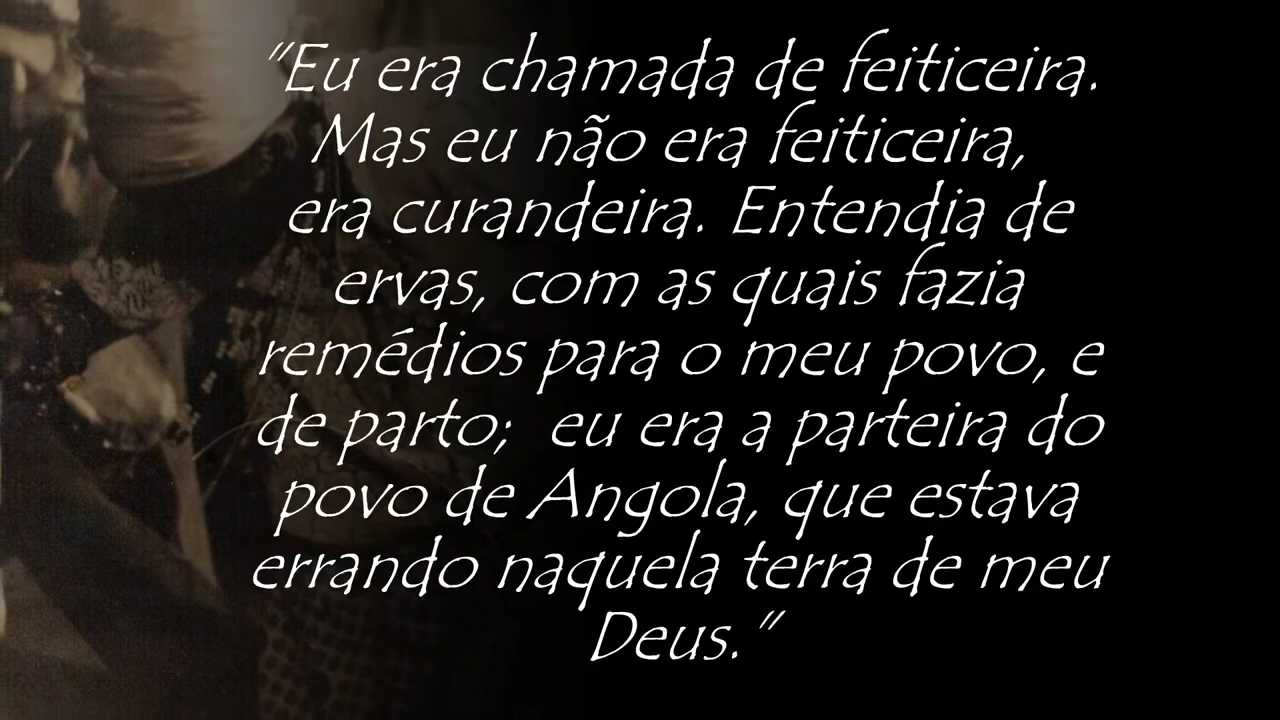 "Eu era chamada de feiticeira.
Mas eu não era feiticeira,
era curandeira. Entendia de
ervas, com as quais fazia
remédios para o meu povo, e
de parto;  eu era a parteira do
povo de Angola, que estava
errando naquela terra de meu
Deus."